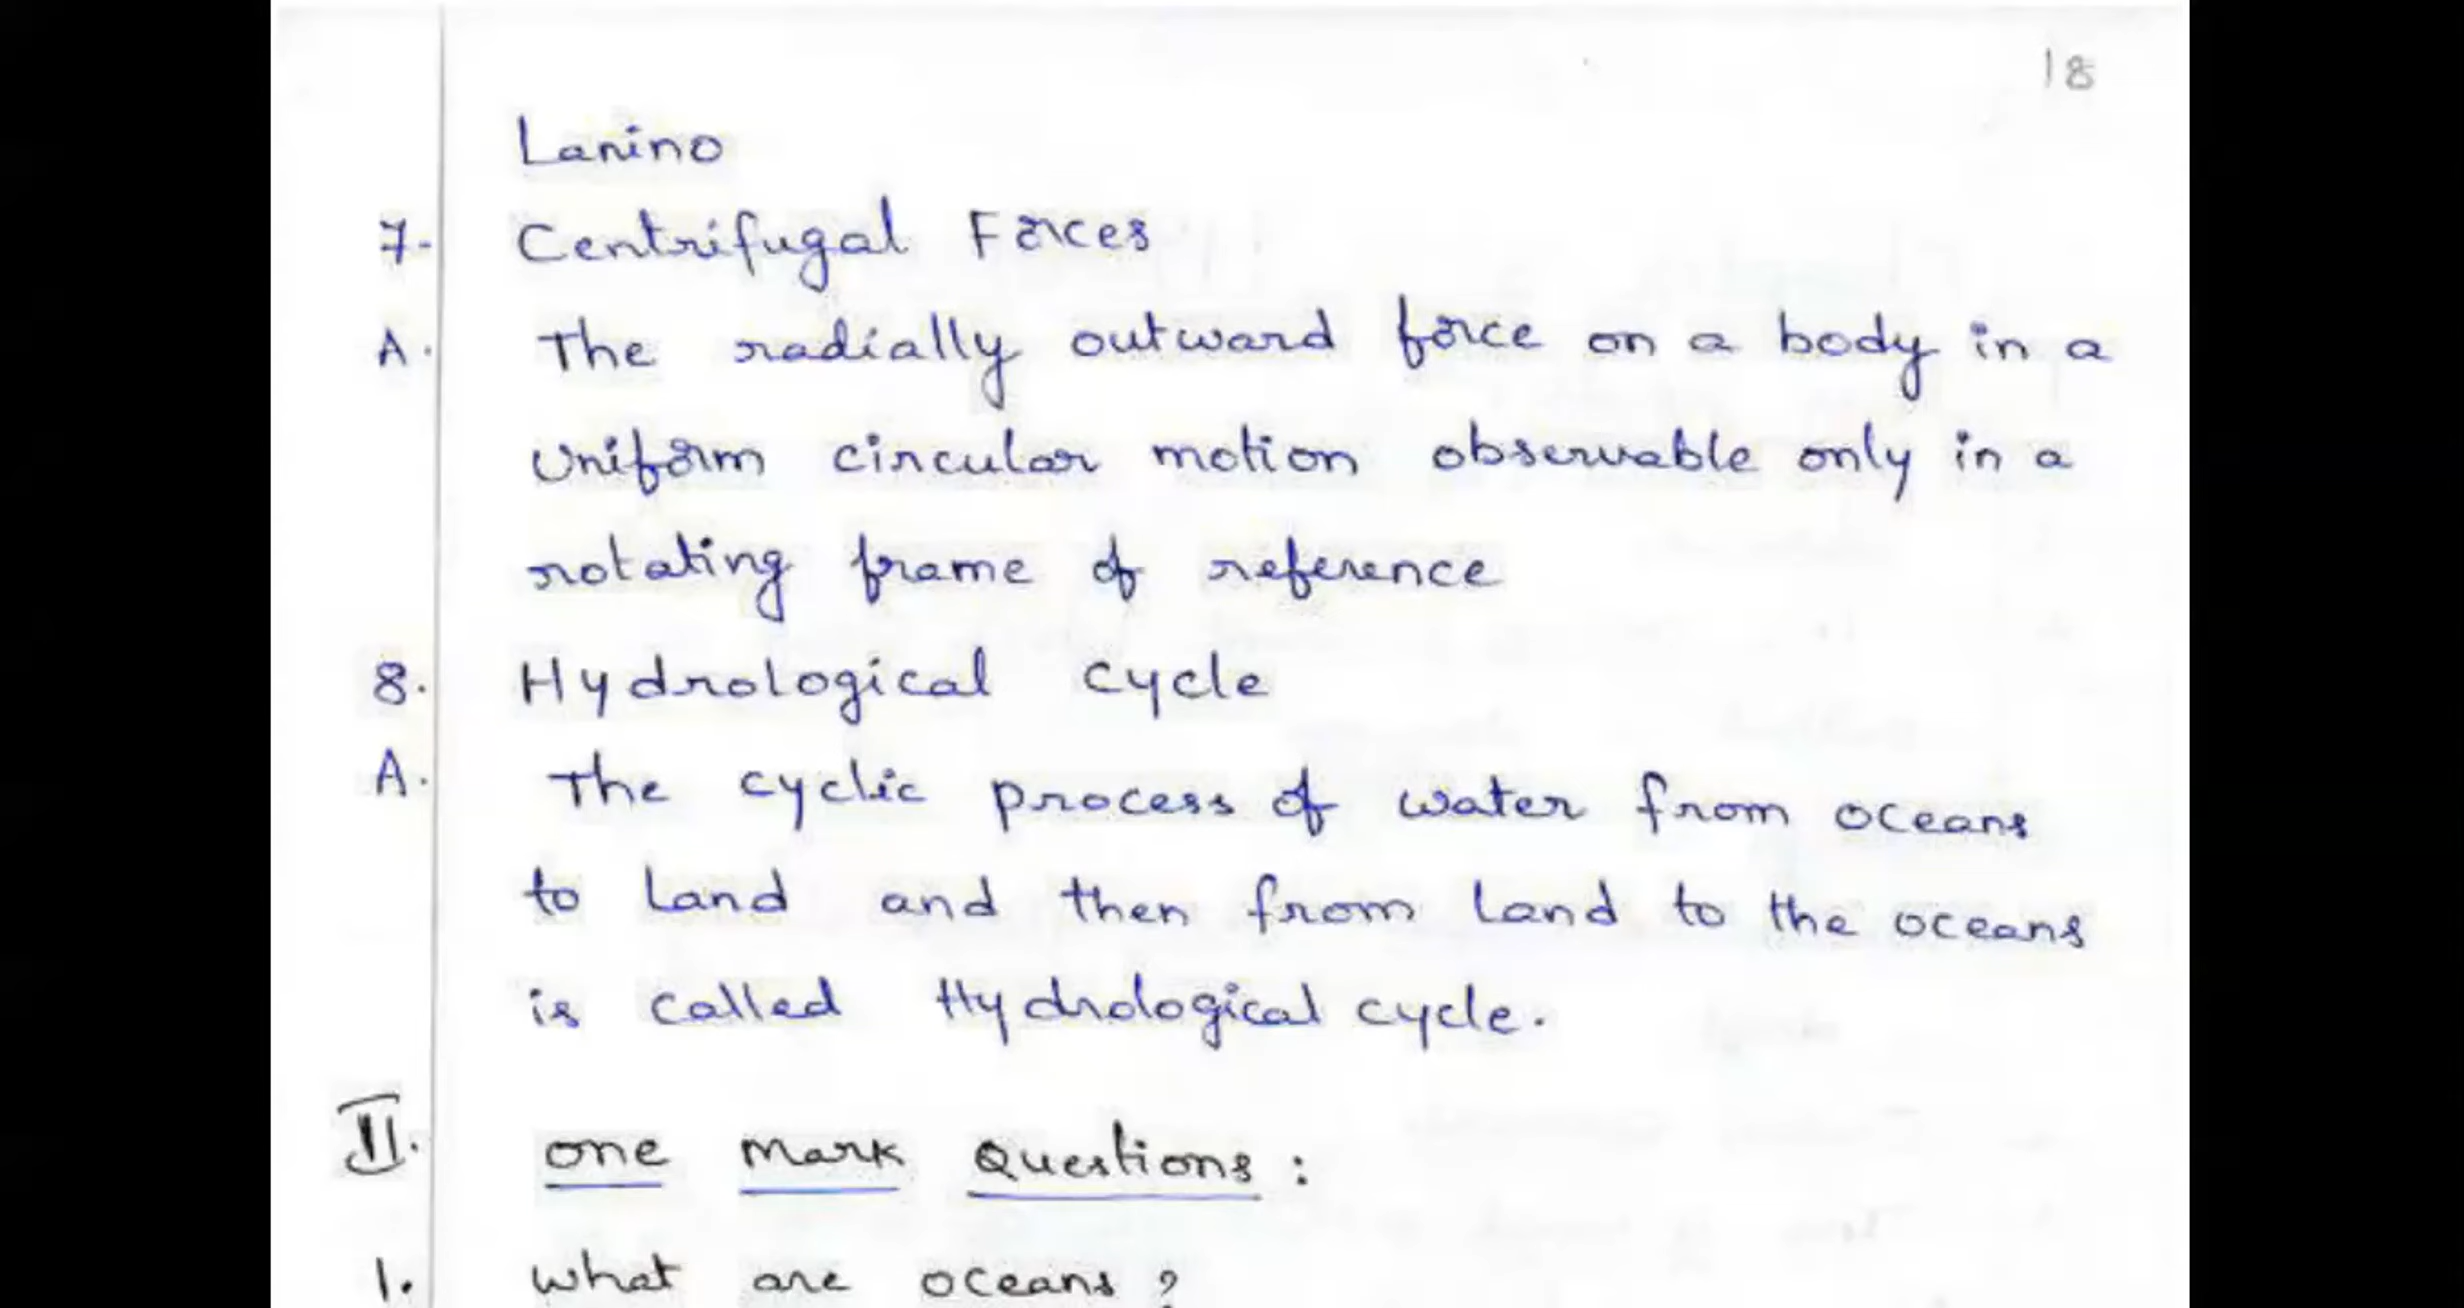 18
Lanino
7. Centrifugal Forces
A. The radially outward force on a body in a
Uniform circular motion observable only in a
rotating frame of reference
8. Hydrological cycle
A. The cyclic process of water from oceans
to land and then from land to the oceans
is called Hydrological cycle.
II. one mark Questions :
1. what are oceans ?